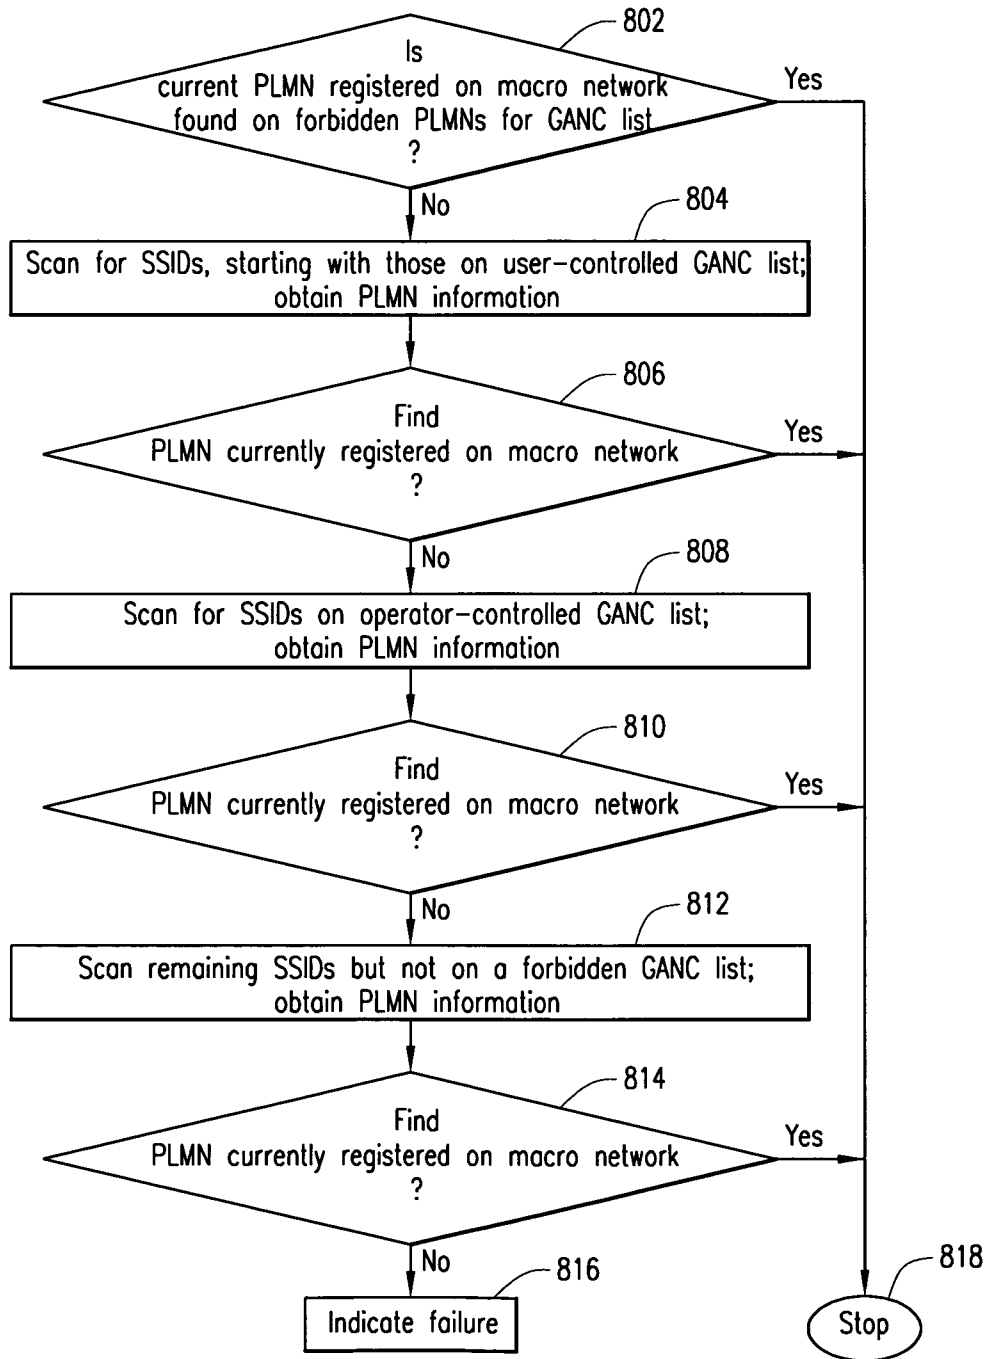 802
Is
current PLMN registered on macro network
found on forbidden PLMNs for GANC list
?
Yes
No
804
Scan for SSIDs, starting with those on user-controlled GANC list;
obtain PLMN information
806
Find
PLMN currently registered on macro network
?
Yes
No
808
Scan for SSIDs on operator-controlled GANC list;
obtain PLMN information
810
Find
PLMN currently registered on macro network
?
Yes
No
812
Scan remaining SSIDs but not on a forbidden GANC list;
obtain PLMN information
814
Find
PLMN currently registered on macro network
?
Yes
No
816
Indicate failure
818
Stop